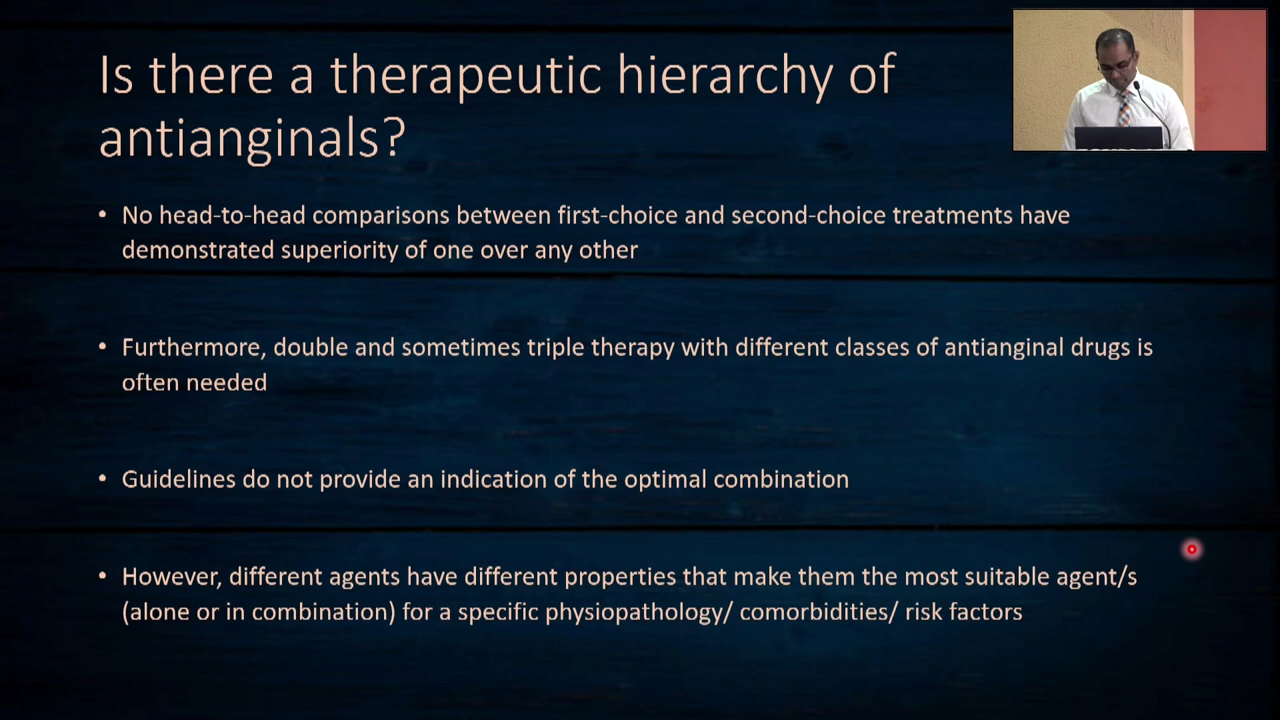 Is there a therapeutic hierarchy of
antianginals?
• No head-to-head comparisons between first-choice and second-choice treatments have
demonstrated superiority of one over any other
• Furthermore, double and sometimes triple therapy with different classes of antianginal drugs is
often needed
• Guidelines do not provide an indication of the optimal combination
• However, different agents have different properties that make them the most suitable agent/s
(alone or in combination) for a specific physiopathology/ comorbidities/ risk factors